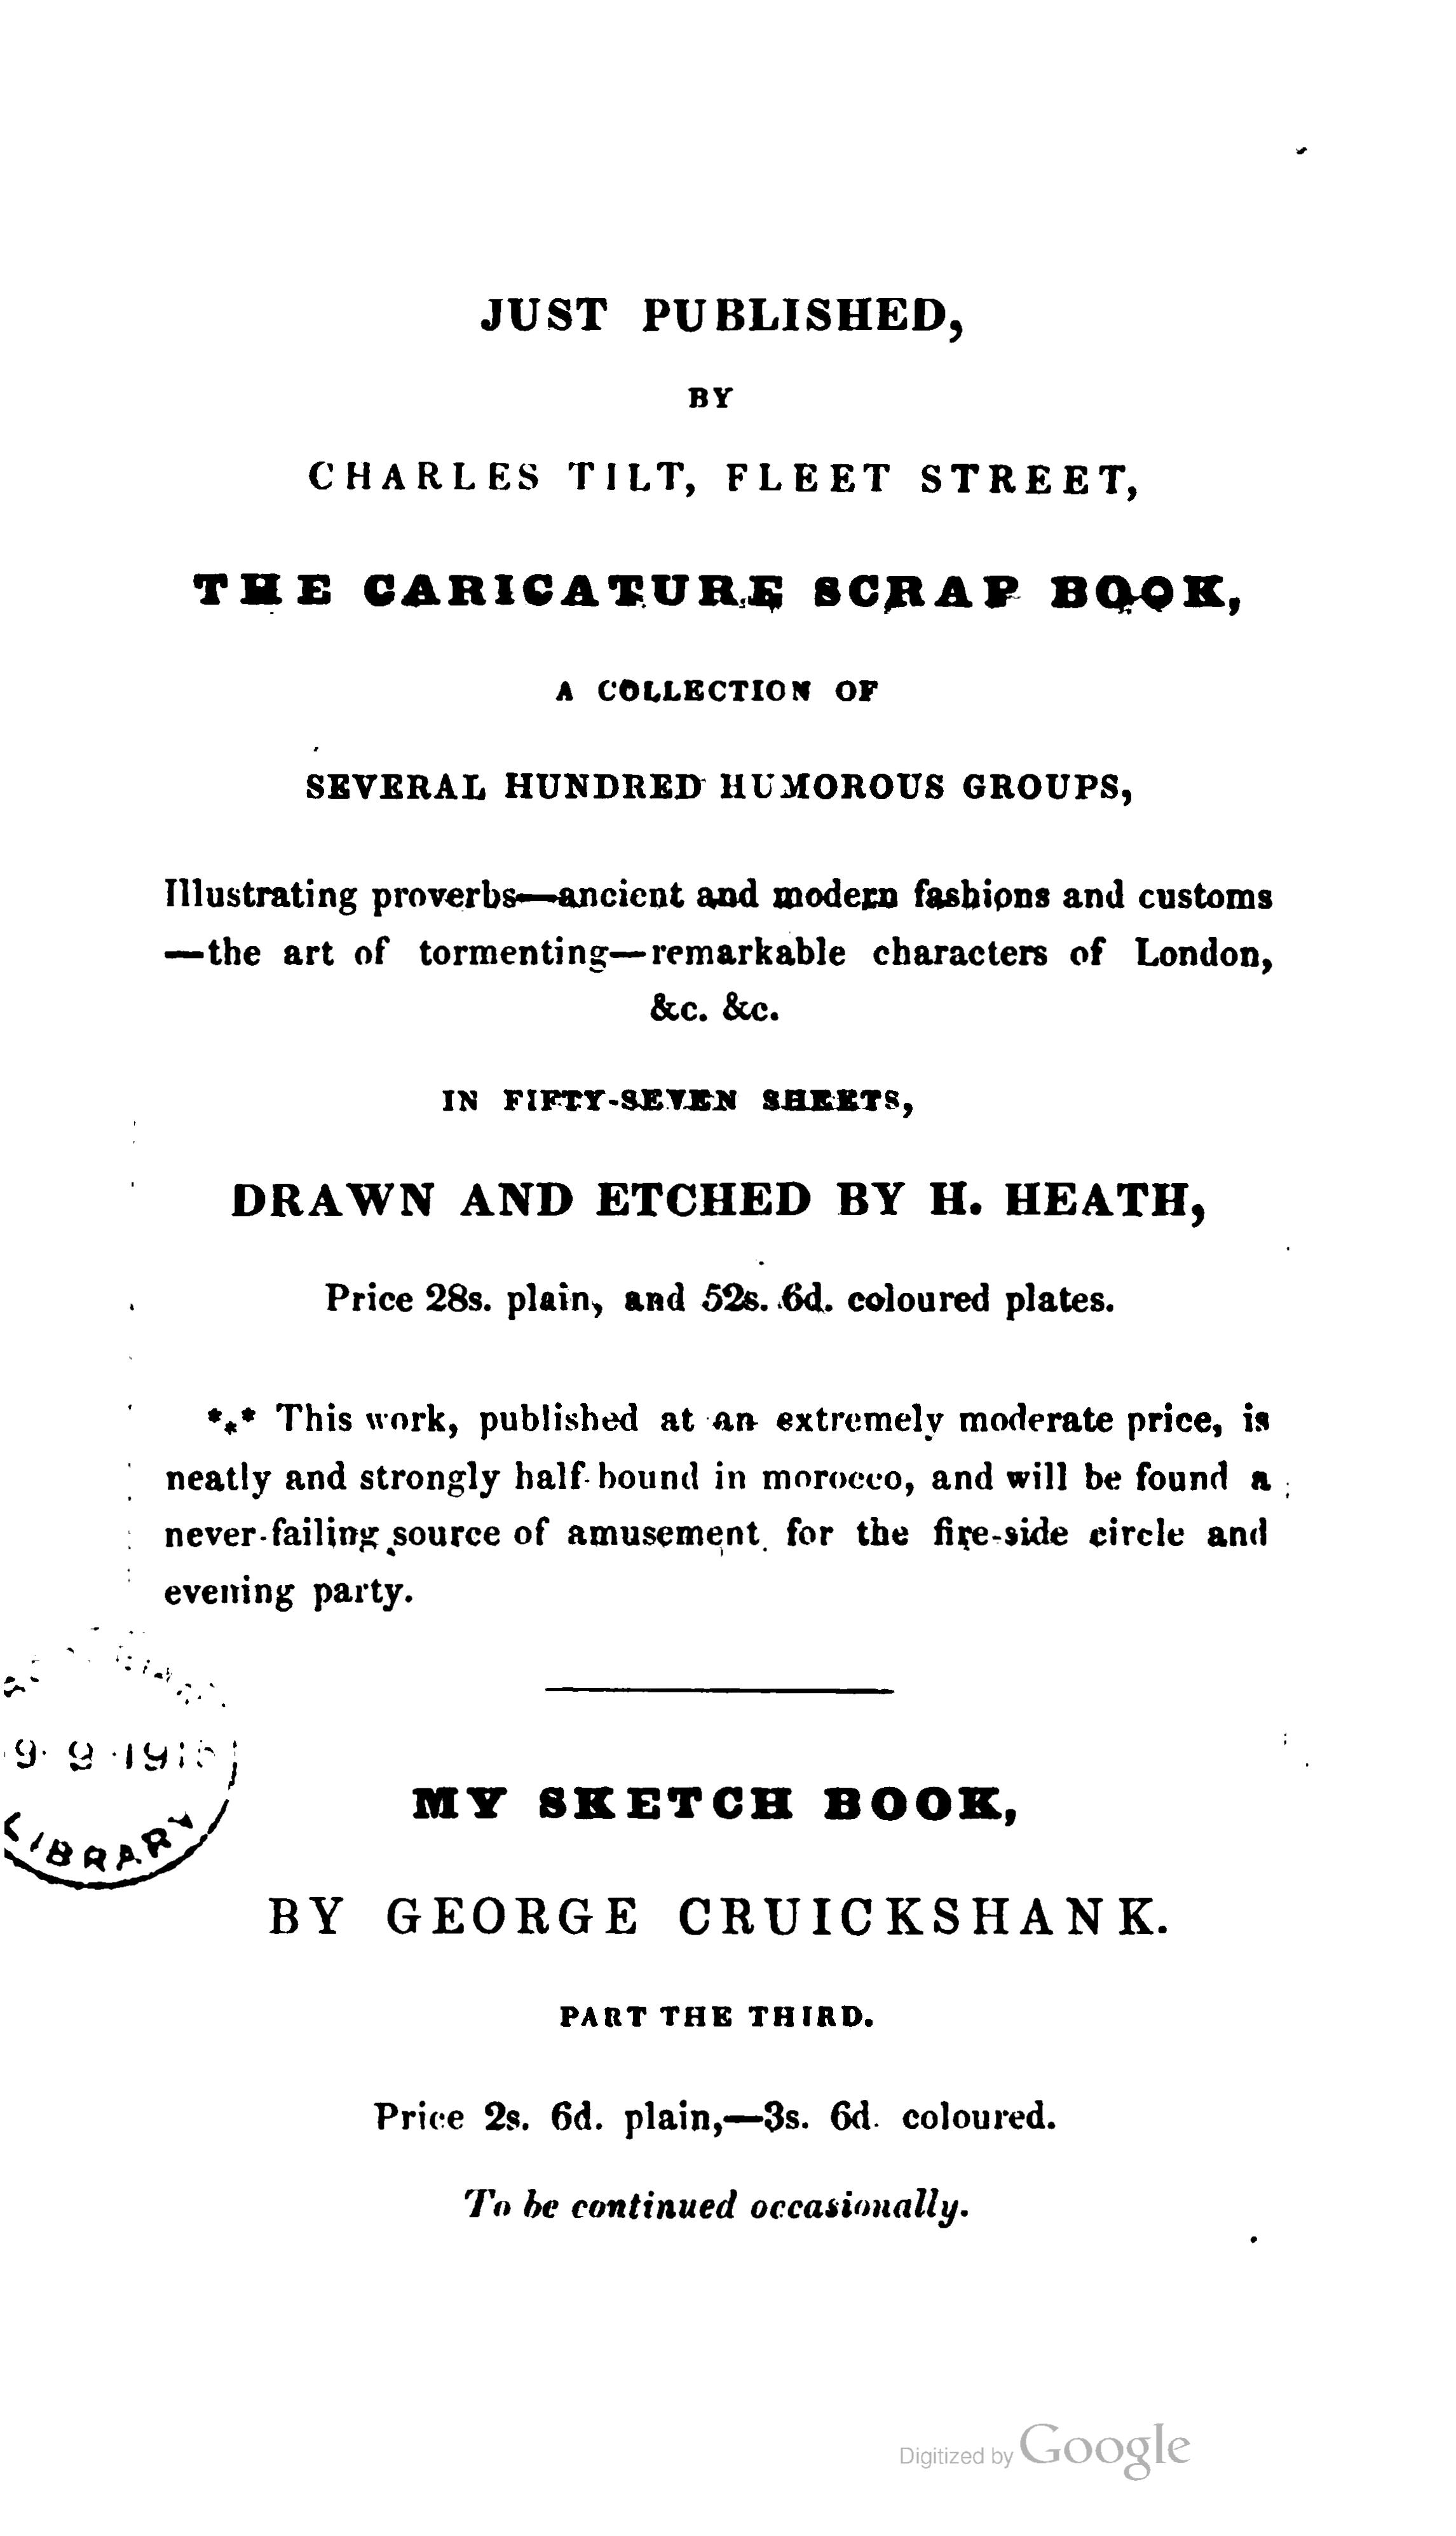 JUST PUBLISHED,
BY
CHARLES TILT, FLEET STREET,
THE CARICATURE SCRAP BOOK,
A COLLECTION OF
SEVERAL HUNDRED HUMOROUS GROUPS,
Illustrating proverbs—ancient and modern fashions and customs
—the art of tormenting—remarkable characters of London,
&c. &c.
IN FIFTY-SEVEN SHEETS,
DRAWN AND ETCHED BY H. HEATH,
Price 28s. plain, and 52s. 6d. coloured plates.
*⁎* This work, published at an extremely moderate price, is
neatly and strongly half-bound in morocco, and will be found a
never-failing source of amusement for the fire-side circle and
evening party.
LIBRARY
MY SKETCH BOOK,
BY GEORGE CRUICKSHANK.
PART THE THIRD.
Price 2s. 6d. plain,—3s. 6d. coloured.
To be continued occasionally.
Digitized by Google